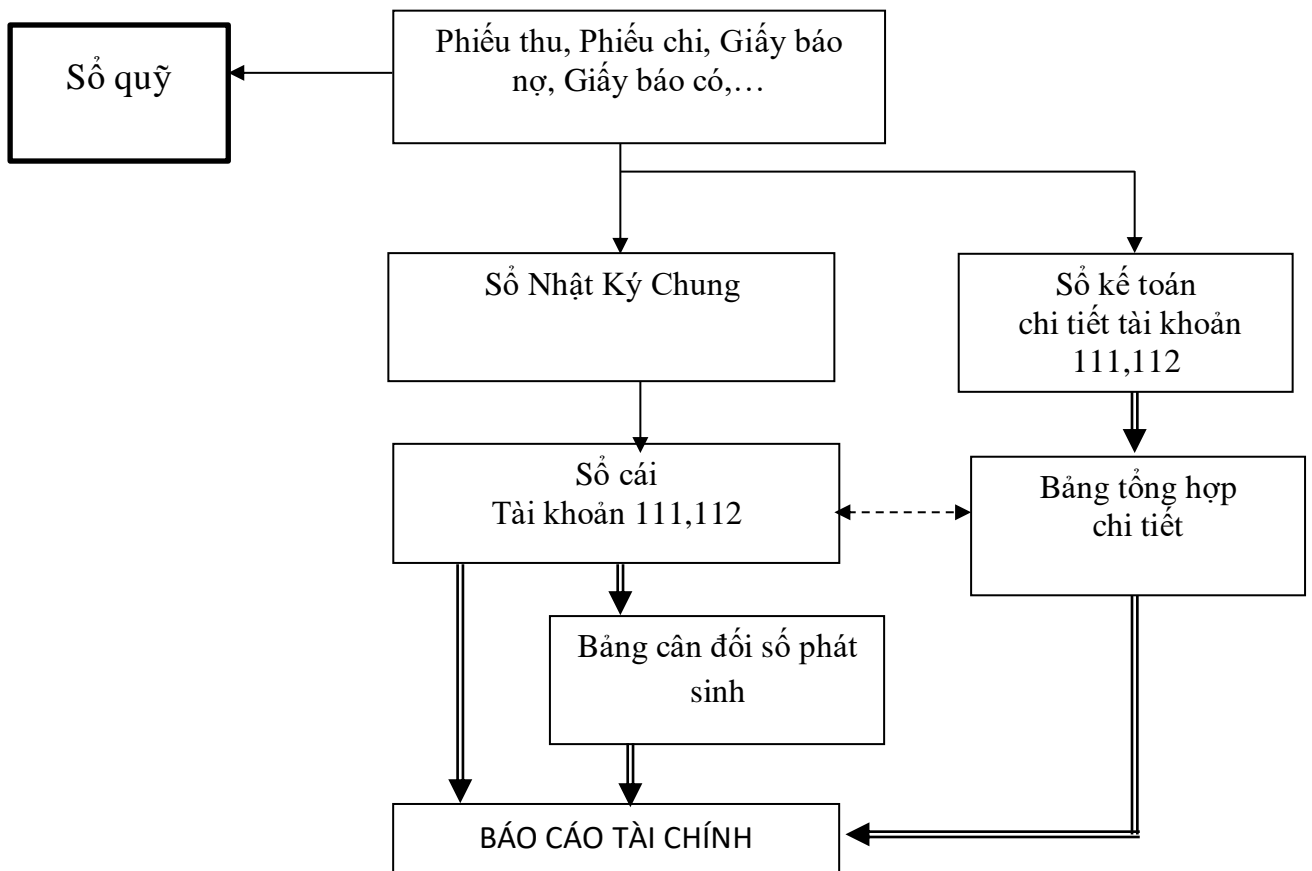 Sổ quỹ
Phiếu thu, Phiếu chi, Giấy báo
nợ, Giấy báo có,…
Sổ Nhật Ký Chung
Sổ kế toán
chi tiết tài khoản
111,112
Sổ cái
Tài khoản 111,112
Bảng tổng hợp
chi tiết
Bảng cân đối số phát
sinh
BÁO CÁO TÀI CHÍNH